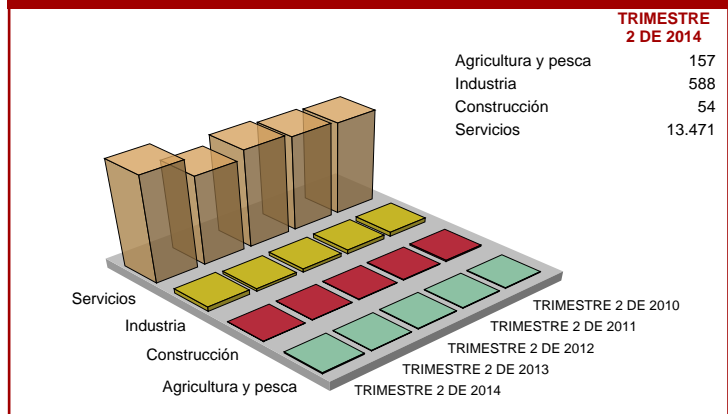 TRIMESTRE
2 DE 2014
Agricultura y pesca 157
Industria 588
Construcción 54
Servicios 13.471
Servicios
Industria
Construcción
Agricultura y pesca
TRIMESTRE 2 DE 2010
TRIMESTRE 2 DE 2011
TRIMESTRE 2 DE 2012
TRIMESTRE 2 DE 2013
TRIMESTRE 2 DE 2014